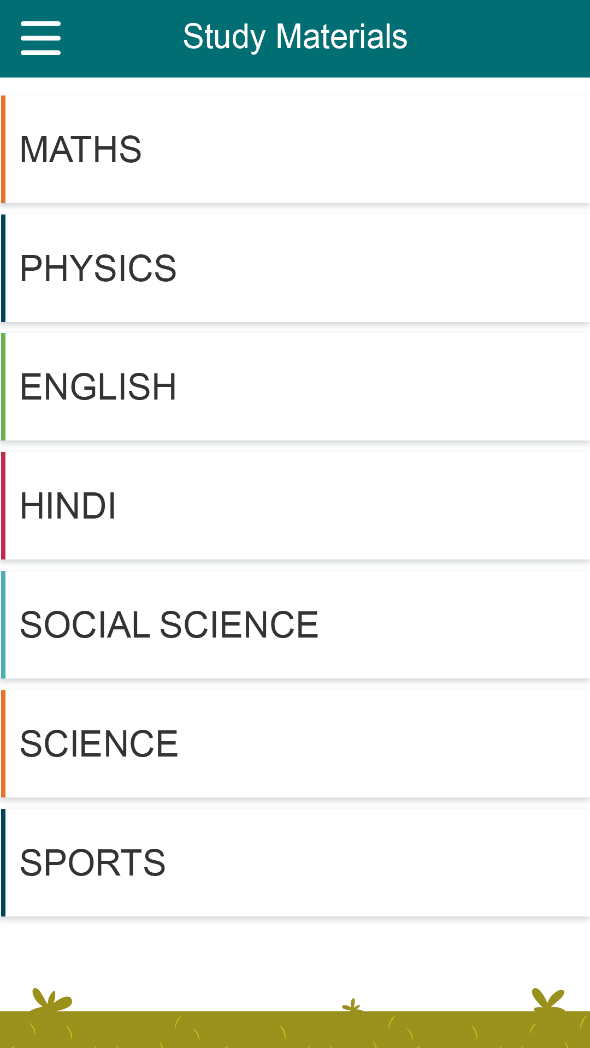 Study Materials
MATHS
PHYSICS
ENGLISH
HINDI
SOCIAL SCIENCE
SCIENCE
SPORTS